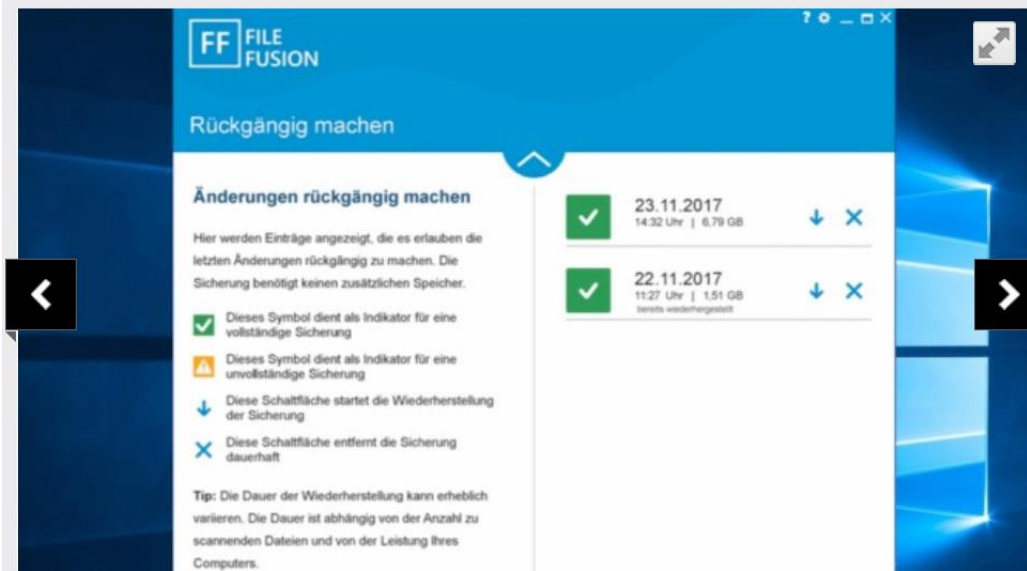 FF FILE
FUSION
?
Rückgängig machen
Änderungen rückgängig machen
Hier werden Einträge angezeigt, die es erlauben die
letzten Änderungen rückgängig zu machen. Die
Sicherung benötigt keinen zusätzlichen Speicher.
Dieses Symbol dient als Indikator für eine
vollständige Sicherung
Dieses Symbol dient als Indikator für eine
unvollständige Sicherung
Diese Schaltfläche startet die Wiederherstellung
der Sicherung
Diese Schaltfläche entfernt die Sicherung
dauerhaft
Tip: Die Dauer der Wiederherstellung kann erheblich
variieren. Die Dauer ist abhängig von der Anzahl zu
scannenden Dateien und von der Leistung Ihres
Computers.
23.11.2017
14:32 Uhr | 6,79 GB
22.11.2017
11:27 Uhr | 1,51 GB
bereits wiederhergestellt